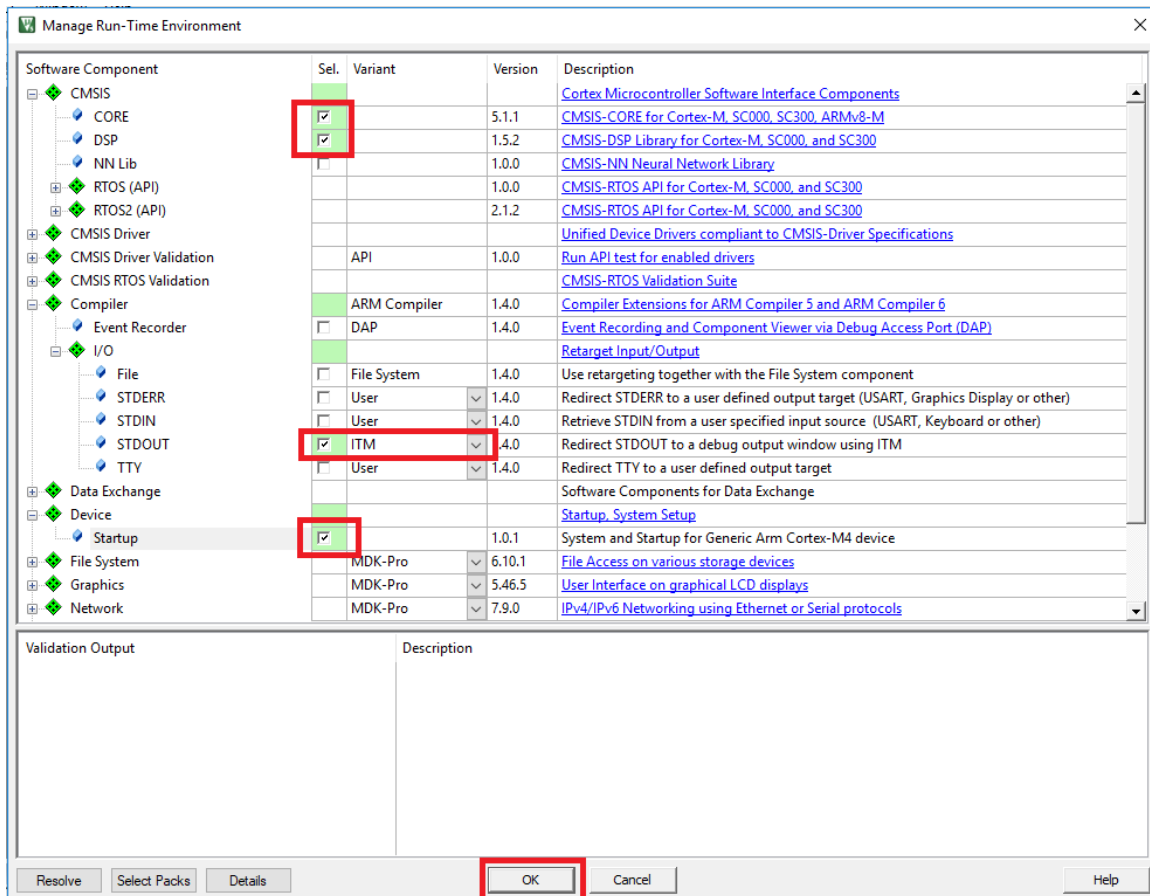 Manage Run-Time Environment
Software Component Sel. Variant Version Description
CMSIS Cortex Microcontroller Software Interface Components
CORE 5.1.1 CMSIS-CORE for Cortex-M, SC000, SC300, ARMv8-M
DSP 1.5.2 CMSIS-DSP Library for Cortex-M, SC000, and SC300
NN Lib 1.0.0 CMSIS-NN Neural Network Library
RTOS (API) 1.0.0 CMSIS-RTOS API for Cortex-M, SC000, and SC300
RTOS2 (API) 2.1.2 CMSIS-RTOS API for Cortex-M, SC000, and SC300
CMSIS Driver Unified Device Drivers compliant to CMSIS-Driver Specifications
CMSIS Driver Validation API 1.0.0 Run API test for enabled drivers
CMSIS RTOS Validation CMSIS-RTOS Validation Suite
Compiler ARM Compiler 1.4.0 Compiler Extensions for ARM Compiler 5 and ARM Compiler 6
Event Recorder DAP 1.4.0 Event Recording and Component Viewer via Debug Access Port (DAP)
I/O Retarget Input/Output
File File System 1.4.0 Use retargeting together with the File System component
STDERR User 1.4.0 Redirect STDERR to a user defined output target (USART, Graphics Display or other)
STDIN User 1.4.0 Retrieve STDIN from a user specified input source (USART, Keyboard or other)
STDOUT ITM .4.0 Redirect STDOUT to a debug output window using ITM
TTY User 1.4.0 Redirect TTY to a user defined output target
Data Exchange Software Components for Data Exchange
Device Startup, System Setup
Startup 1.0.1 System and Startup for Generic Arm Cortex-M4 device
File System MDK-Pro 6.10.1 File Access on various storage devices
Graphics MDK-Pro 5.46.5 User Interface on graphical LCD displays
Network MDK-Pro 7.9.0 IPv4/IPv6 Networking using Ethernet or Serial protocols
Validation Output Description
Resolve Select Packs Details OK Cancel Help